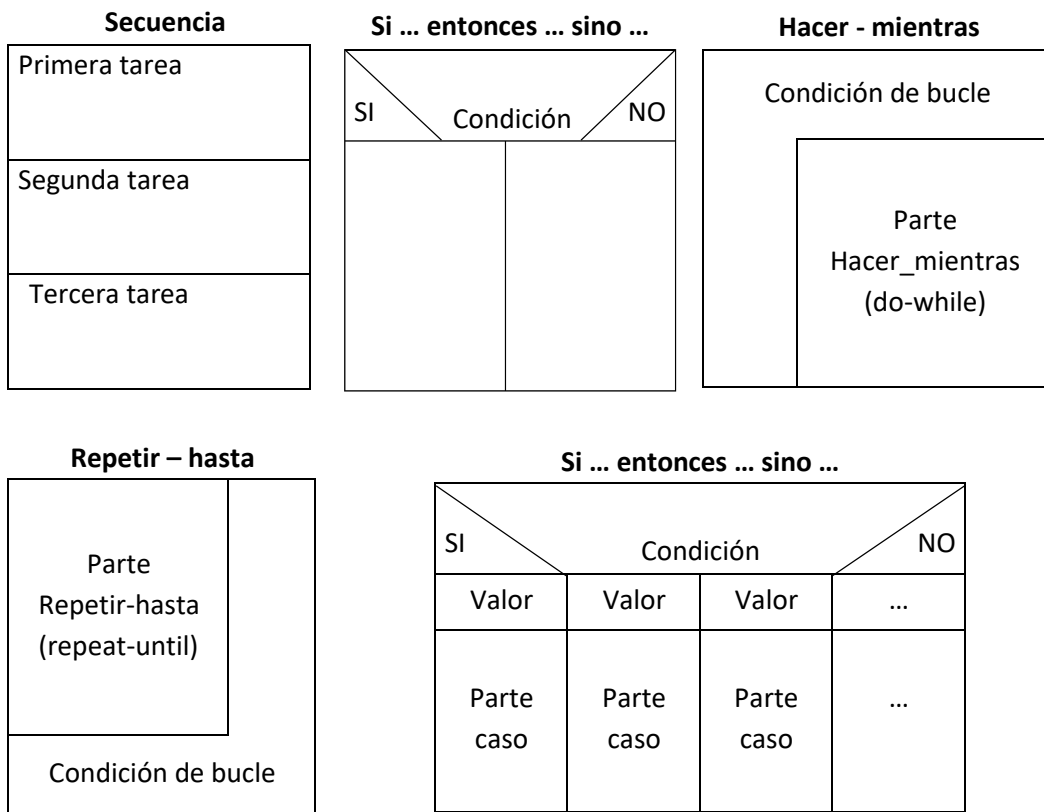 Secuencia
Primera tarea
Segunda tarea
Tercera tarea
Si … entonces … sino …
SI
Condición
NO
Hacer - mientras
Condición de bucle
Parte
Hacer_mientras
(do-while)
Repetir – hasta
Parte
Repetir-hasta
(repeat-until)
Condición de bucle
Si … entonces … sino …
SI
Condición
NO
Valor
Valor
Valor
…
Parte
caso
Parte
caso
Parte
caso
…